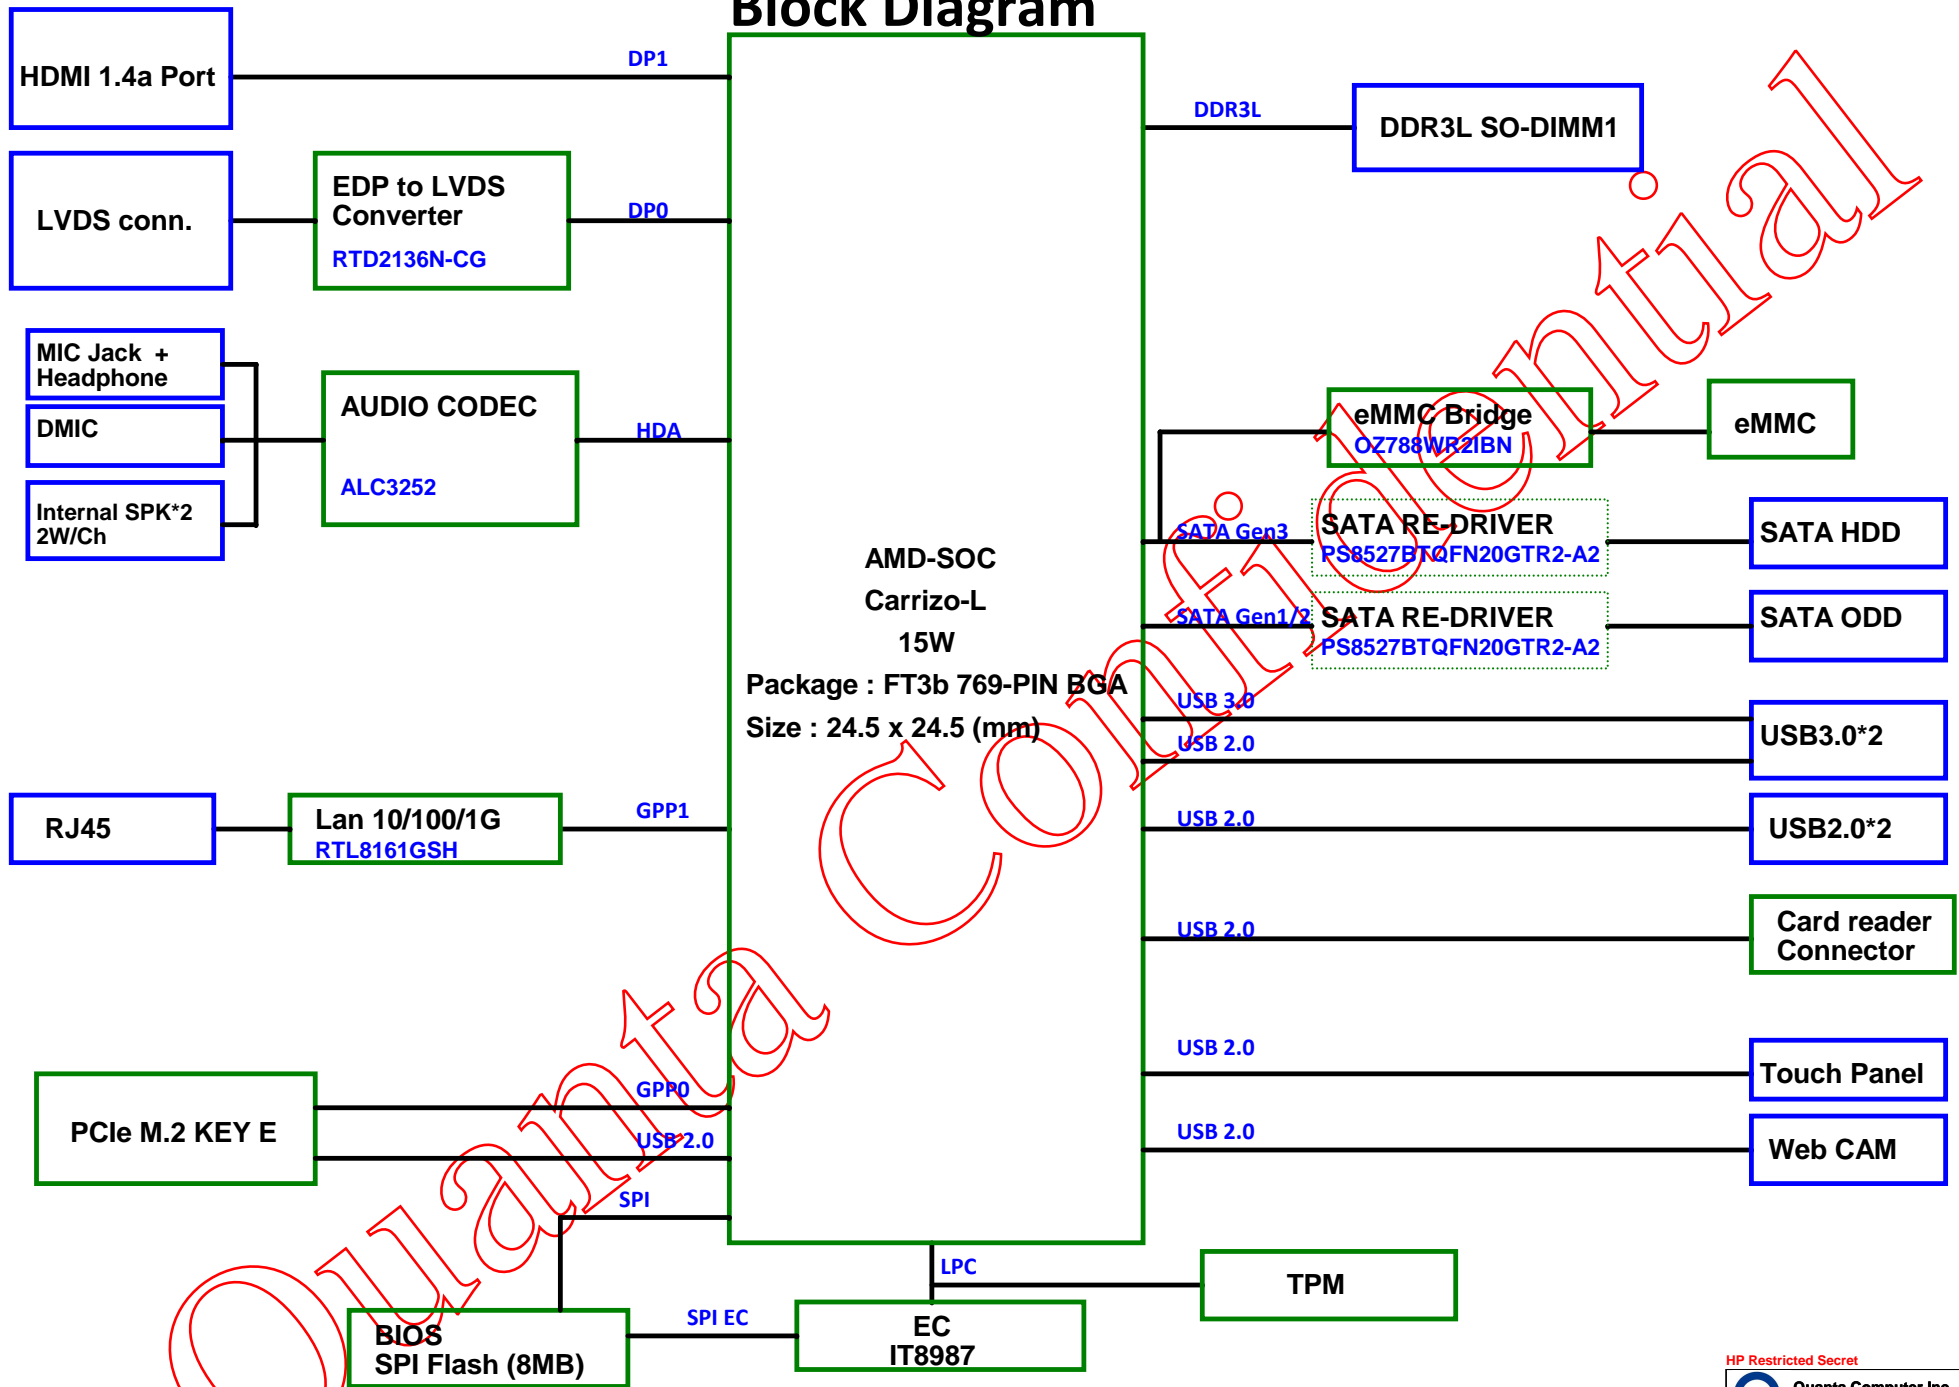 Block Diagram
HDMI 1.4a Port
DP1
LVDS conn.
EDP to LVDS
Converter
RTD2136N-CG
DP0
MIC Jack +
Headphone
DMIC
Internal SPK*2
2W/Ch
AUDIO CODEC
ALC3252
HDA
RJ45
Lan 10/100/1G
RTL8161GSH
GPP1
PCIe M.2 KEY E
GPP0
USB 2.0
SPI
BIOS
SPI Flash (8MB)
SPI EC
EC
IT8987
LPC
TPM
AMD-SOC
Carrizo-L
15W
Package : FT3b 769-PIN BGA
Size : 24.5 x 24.5 (mm)
DDR3L
DDR3L SO-DIMM1
eMMC Bridge
OZ788WR2IBN
eMMC
SATA Gen3
SATA RE-DRIVER
PS8527BTQFN20GTR2-A2
SATA HDD
SATA Gen1/2
SATA RE-DRIVER
PS8527BTQFN20GTR2-A2
SATA ODD
USB 3.0
USB 2.0
USB3.0*2
USB 2.0
USB2.0*2
USB 2.0
Card reader
Connector
USB 2.0
Touch Panel
USB 2.0
Web CAM
Quanta Confidential
HP Restricted Secret
Quanta Computer Inc